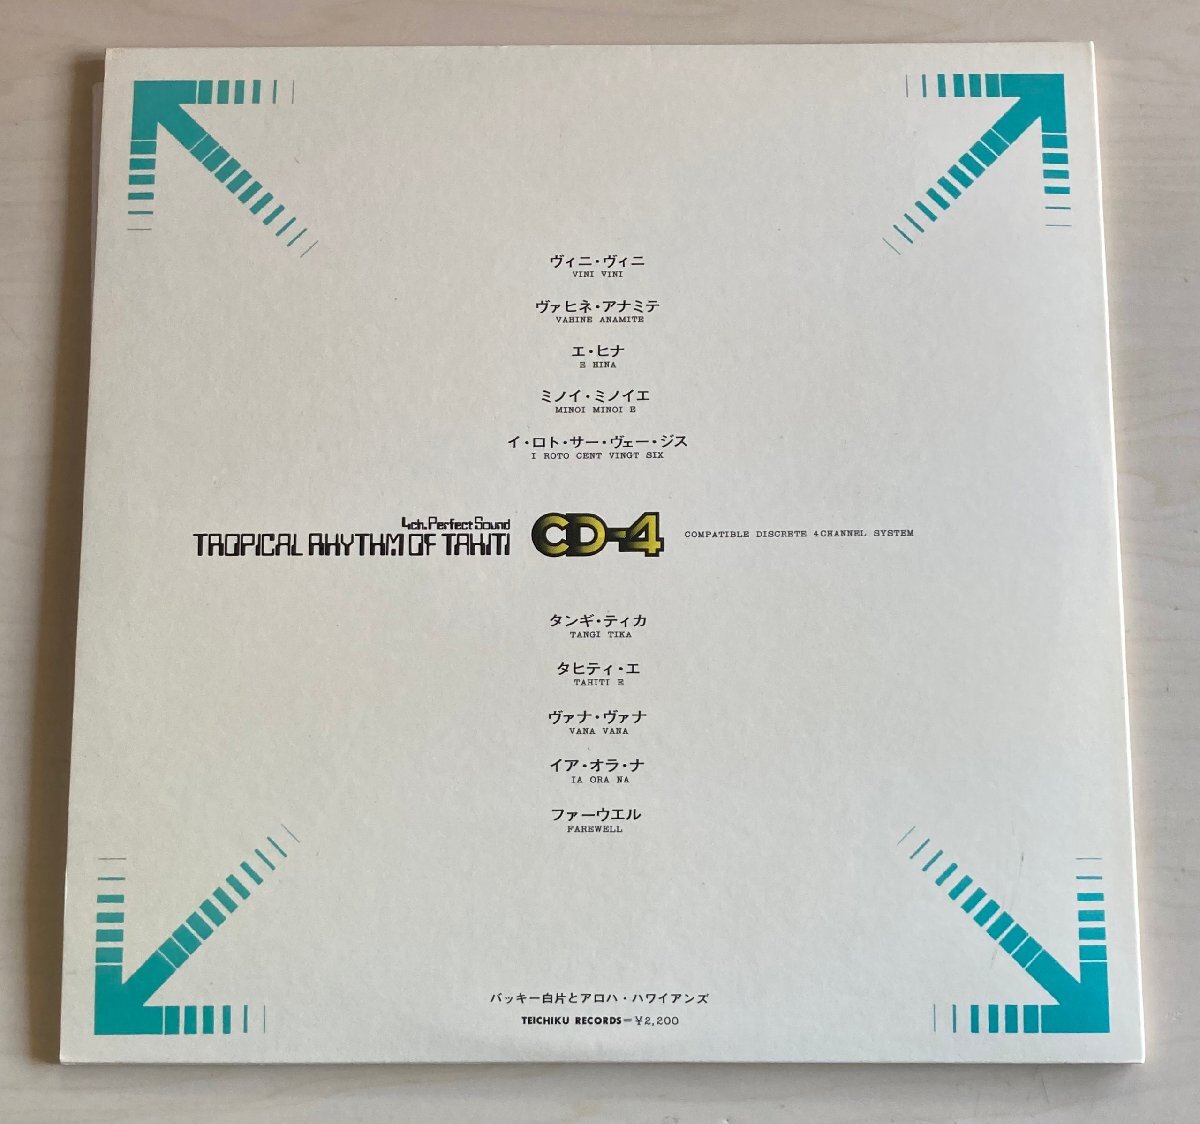 ヴィニ・ヴィニ
VINI VINI
ヴァヒネ・アナミテ
VAHINE ANAMITE
エ・ヒナ
E HINA
ミノイ・ミノイエ
MINOI MINOI E
イ・ロト・サー・ヴェー・ジス
I ROTO CENT VINGT SIX
4ch. Perfect Sound
TROPICAL RHYTHM OF TAHITI
CD-4
COMPATIBLE DISCRETE 4CHANNEL SYSTEM
タンギ・ティカ
TANGI TIKA
タヒティ・エ
TAHITI E
ヴァナ・ヴァナ
VANA VANA
イア・オラ・ナ
IA ORA NA
ファーウエル
FAREWELL
バッキー白片とアロハ・ハワイアンズ
TEICHIKU RECORDS—¥2,200